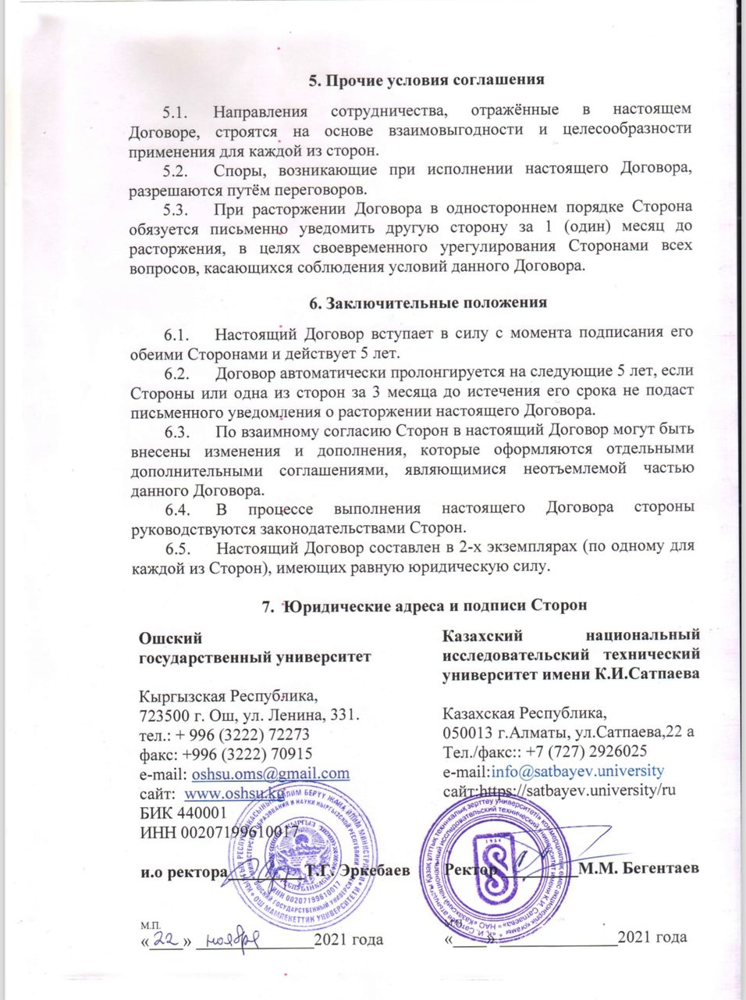 5. Прочие условия соглашения
5.1. Направления сотрудничества, отражённые в настоящем
Договоре, строятся на основе взаимовыгодности и целесообразности
применения для каждой из сторон.
5.2. Споры, возникающие при исполнении настоящего Договора,
разрешаются путём переговоров.
5.3. При расторжении Договора в одностороннем порядке Сторона
обязуется письменно уведомить другую сторону за 1 (один) месяц до
расторжения, в целях своевременного урегулирования Сторонами всех
вопросов, касающихся соблюдения условий данного Договора.
6. Заключительные положения
6.1. Настоящий Договор вступает в силу с момента подписания его
обеими Сторонами и действует 5 лет.
6.2. Договор автоматически пролонгируется на следующие 5 лет, если
Стороны или одна из сторон за 3 месяца до истечения его срока не подаст
письменного уведомления о расторжении настоящего Договора.
6.3. По взаимному согласию Сторон в настоящий Договор могут быть
внесены изменения и дополнения, которые оформляются отдельными
дополнительными соглашениями, являющимися неотъемлемой частью
данного Договора.
6.4. В процессе выполнения настоящего Договора стороны
руководствуются законодательствами Сторон.
6.5. Настоящий Договор составлен в 2-х экземплярах (по одному для
каждой из Сторон), имеющих равную юридическую силу.
7. Юридические адреса и подписи Сторон
Ошский
государственный университет
Кыргызская Республика,
723500 г. Ош, ул. Ленина, 331.
тел.: + 996 (3222) 72273
факс: +996 (3222) 70915
e-mail: oshsu.oms@gmail.com
сайт: www.oshsu.kg
БИК 440001
ИНН 00207199610017
и.о ректора__________Т.Г. Эркебаев
м.п.
«22» ноября 2021 года
Казахский национальный
исследовательский технический
университет имени К.И.Сатпаева
Казахская Республика,
050013 г.Алматы, ул.Сатпаева,22 а
Тел./факс:: +7 (727) 2926025
e-mail:info@satbayev.university
сайт:https://satbayev.university/ru
Ректор__________М.М. Бегентаев
«____» ______________2021 года